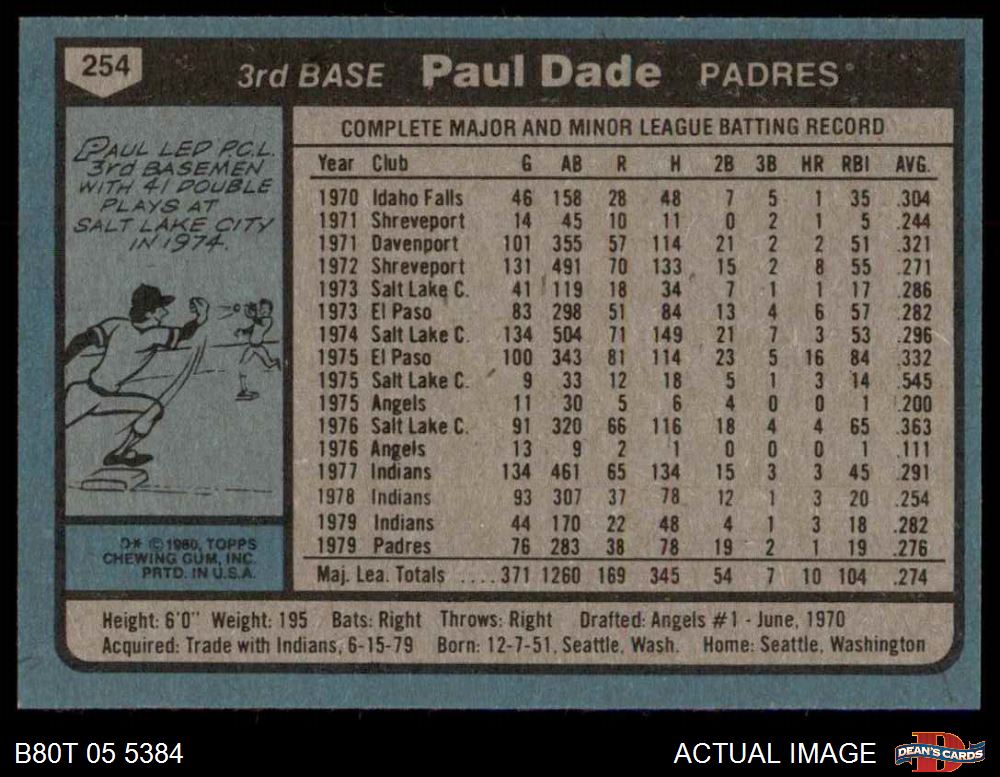 254 3rd BASE Paul Dade PADRES
PAUL LED P.C.L.
3rd BASEMEN
WITH 41 DOUBLE
PLAYS AT
SALT LAKE CITY
IN 1974.
D* © 1980, TOPPS
CHEWING GUM, INC.
PRTD. IN U.S.A.
COMPLETE MAJOR AND MINOR LEAGUE BATTING RECORD
Year Club G AB R H 2B 3B HR RBI AVG.
1970 Idaho Falls 46 158 28 48 7 5 1 35 .304
1971 Shreveport 14 45 10 11 0 2 1 5 .244
1971 Davenport 101 355 57 114 21 2 2 51 .321
1972 Shreveport 131 491 70 133 15 2 8 55 .271
1973 Salt Lake C. 41 119 18 34 7 1 1 17 .286
1973 El Paso 83 298 51 84 13 4 6 57 .282
1974 Salt Lake C. 134 504 71 149 21 7 3 53 .296
1975 El Paso 100 343 81 114 23 5 16 84 .332
1975 Salt Lake C. 9 33 12 18 5 1 3 14 .545
1975 Angels 11 30 5 6 4 0 0 1 .200
1976 Salt Lake C. 91 320 66 116 18 4 4 65 .363
1976 Angels 13 9 2 1 0 0 0 1 .111
1977 Indians 134 461 65 134 15 3 3 45 .291
1978 Indians 93 307 37 78 12 1 3 20 .254
1979 Indians 44 170 22 48 4 1 3 18 .282
1979 Padres 76 283 38 78 19 2 1 19 .276
Maj. Lea. Totals ....371 1260 169 345 54 7 10 104 .274
Height: 6'0" Weight: 195 Bats: Right Throws: Right Drafted: Angels #1 - June, 1970
Acquired: Trade with Indians, 6-15-79 Born: 12-7-51, Seattle, Wash. Home: Seattle, Washington
B80T 05 5384 ACTUAL IMAGE DEAN'S CARDS